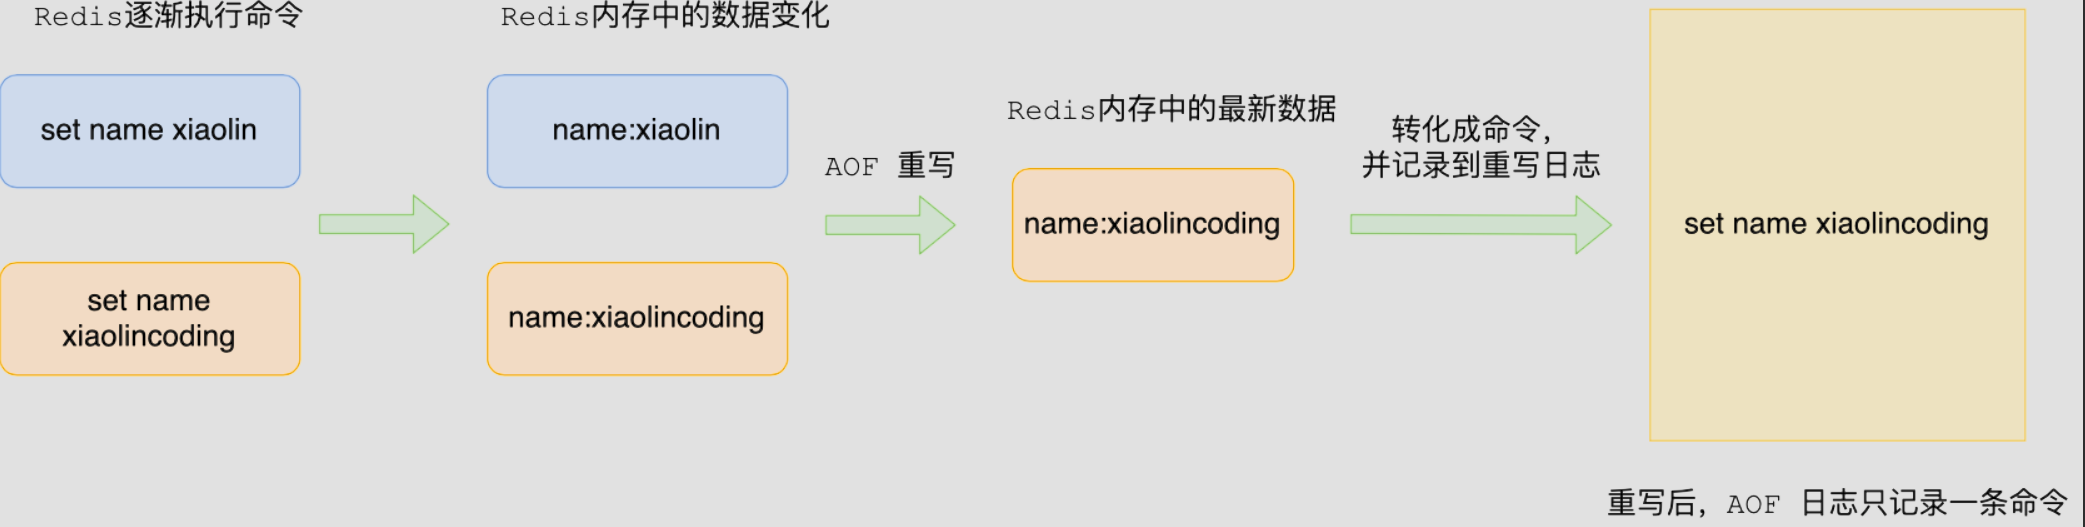 Redis逐渐执行命令
set name xiaolin
set name
xiaolincoding
Redis内存中的数据变化
name:xiaolin
name:xiaolincoding
AOF 重写
Redis内存中的最新数据
name:xiaolincoding
转化成命令，
并记录到重写日志
set name xiaolincoding
重写后，AOF 日志只记录一条命令